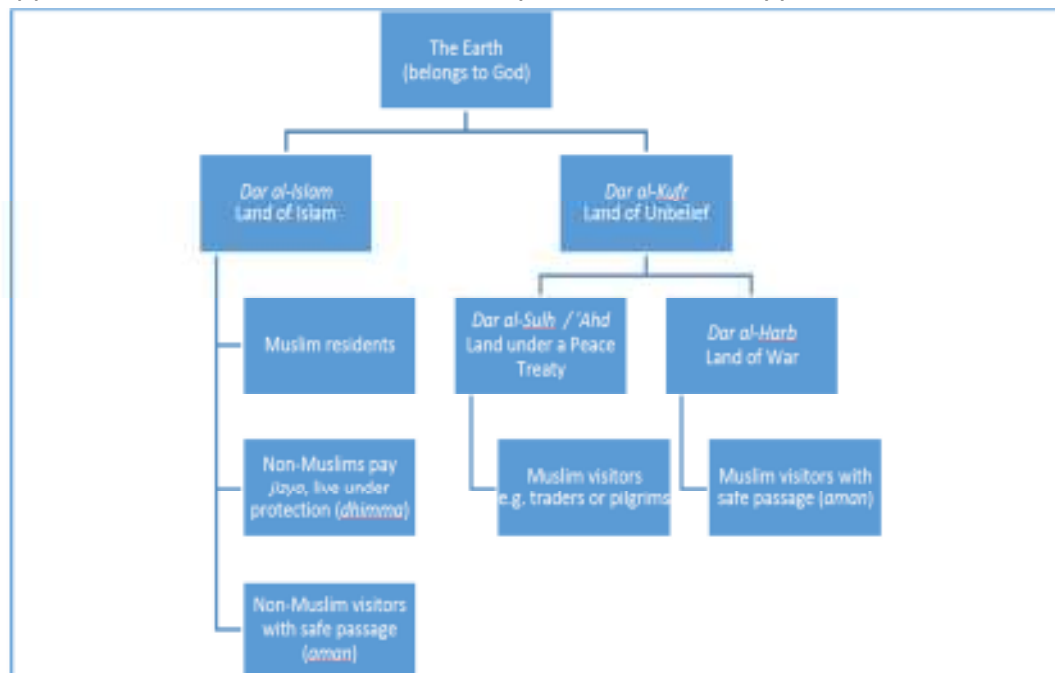 The Earth
(belongs to God)
Dar al-Islam
Land of Islam
Dar al-Kufr
Land of Unbelief
Muslim residents
Dar al-Sulh / 'Ahd
Land under a Peace
Treaty
Dar al-Harb
Land of War
Non-Muslims pay
jizya, live under
protection (dhimma)
Muslim visitors
e.g. traders or pilgrims
Muslim visitors with
safe passage (aman)
Non-Muslim visitors
with safe passage
(aman)